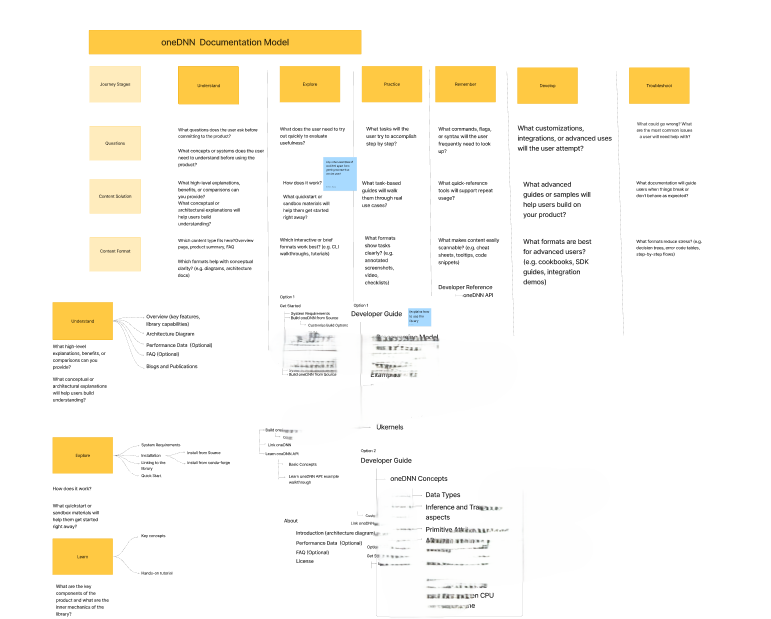 oneDNN Documentation Model
Journey Stages
Understand
Explore
Practice
Remember
Develop
Troubleshoot
Questions
What questions does the user ask before
committing to the product?
What concepts or systems does the user
need to understand before using the
product?
What does the user need to try
out quickly to evaluate
usefulness?
What tasks will the
user try to accomplish
step by step?
What commands, flags,
or syntax will the user
frequently need to look
up?
What customizations,
integrations, or advanced uses
will the user attempt?
What could go wrong? What
are the most common issues
a user will need help with?
Content Solution
What high-level explanations,
benefits, or comparisons can
you provide?
What conceptual or
architectural explanations will
help users build
understanding?
How does it work?
What quickstart or
sandbox materials will
help them get started
right away?
What task-based
guides will walk
them through real
use cases?
What quick-reference
tools will support repeat
usage?
What advanced
guides or samples will
help users build on
your product?
What documentation will guide
users when things break or
don't behave as expected?
Content Format
Which content type fits here?Overview
page, product summary, FAQ
Which formats help with conceptual
clarity? (e.g. diagrams, architecture
docs)
Which interactive or brief
formats work best? (e.g. CLI
walkthroughs, tutorials)
What formats
show tasks
clearly? (e.g.
annotated
screenshots,
video,
checklists)
What makes content easily
scannable? (e.g. cheat
sheets, tooltips, code
snippets)
What formats are best
for advanced users?
(e.g. cookbooks, SDK
guides, integration
demos)
What formats reduce stress? (e.g.
decision trees, error code tables,
step-by-step flows)
Developer Reference
oneDNN API
Understand
What high-level
explanations, benefits, or
comparisons can you
provide?
What conceptual or
architectural explanations
will help users build
understanding?
Overview (key features,
library capabilities)
Architecture Diagram
Performance Data (Optional)
FAQ (Optional)
Blogs and Publications
Option 1
Get Started
System Requirements
Build oneDNN from Source
Customize Build Options
Build oneDNN from Source
Option 1
Developer Guide
Model
Examples
Ukernels
Build
Link oneDNN
Learn oneDNN API
Basic Concepts
Learn oneDNN API example
walkthrough
Explore
How does it work?
What quickstart or
sandbox materials will
help them get started
right away?
System Requirements
Installation
Install from Source
Install from conda-forge
Linking to the
library
Quick Start
Option 2
Developer Guide
oneDNN Concepts
Data Types
Inference and
aspects
Primitive
CPU
About
Introduction (architecture diagram)
Performance Data (Optional)
FAQ (Optional)
License
Learn
What are the key
components of the
product and what are the
inner mechanics of the
library?
Key concepts
Hands-on tutorial